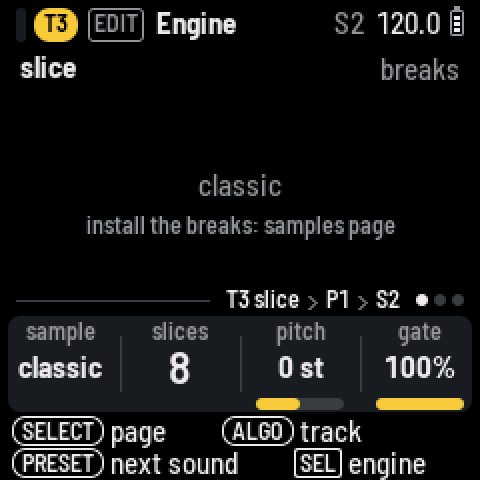 T3 EDIT Engine S2 120.0
slice breaks
classic
install the breaks: samples page
T3 slice > P1 > S2
sample slices pitch gate
classic 8 0 st 100%
SELECT page ALGO track
PRESET next sound SEL engine